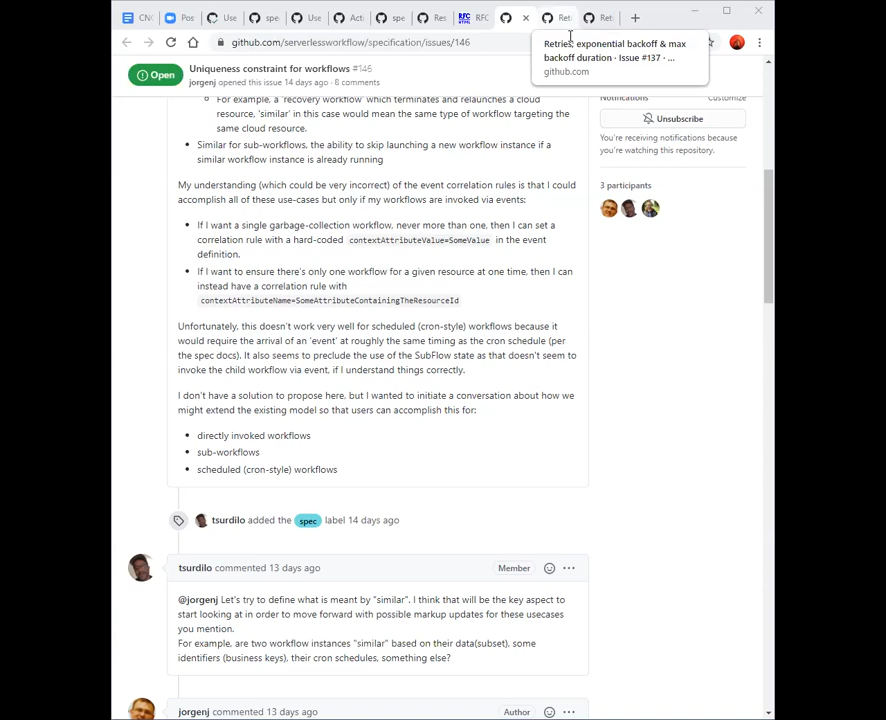 CNC
Pos
Use
spe
Use
Acti
spe
Res
RFC
RFC
Ret
Ret
github.com/serverlessworkflow/specification/issues/146
Retries, exponential backoff & max
backoff duration · Issue #137 · ...
github.com
Open
Uniqueness constraint for workflows #146
jorgenj opened this issue 14 days ago · 8 comments
For example, a 'recovery workflow' which terminates and relaunches a cloud
resource, 'similar' in this case would mean the same type of workflow targeting the
same cloud resource.
Similar for sub-workflows, the ability to skip launching a new workflow instance if a
similar workflow instance is already running
My understanding (which could be very incorrect) of the event correlation rules is that I could
accomplish all of these use-cases but only if my workflows are invoked via events:
If I want a single garbage-collection workflow, never more than one, then I can set a
correlation rule with a hard-coded contextAttributeValue=SomeValue in the event
definition.
If I want to ensure there's only one workflow for a given resource at one time, then I can
instead have a correlation rule with
contextAttributeName=SomeAttributeContainingTheResourceId
Unfortunately, this doesn't work very well for scheduled (cron-style) workflows because it
would require the arrival of an 'event' at roughly the same timing as the cron schedule (per
the spec docs). It also seems to preclude the use of the SubFlow state as that doesn't seem to
invoke the child workflow via event, if I understand things correctly.
I don't have a solution to propose here, but I wanted to initiate a conversation about how we
might extend the existing model so that users can accomplish this for:
directly invoked workflows
sub-workflows
scheduled (cron-style) workflows
Notifications
Customize
Unsubscribe
You're receiving notifications because
you're watching this repository.
3 participants
tsurdilo added the spec label 14 days ago
tsurdilo commented 13 days ago
Member
@jorgenj Let's try to define what is meant by "similar". I think that will be the key aspect to
start looking at in order to move forward with possible markup updates for these usecases
you mention.
For example, are two workflow instances "similar" based on their data(subset), some
identifiers (business keys), their cron schedules, something else?
jorgenj commented 13 days ago
Author